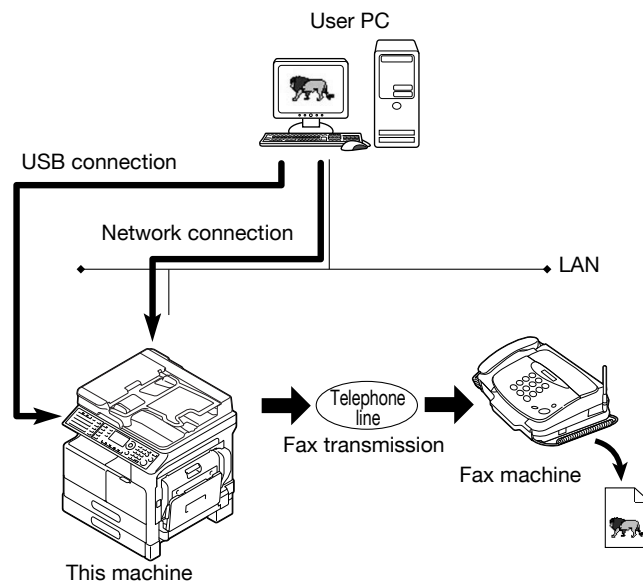 User PC
USB connection
Network connection
LAN
Telephone
line
Fax transmission
Fax machine
This machine